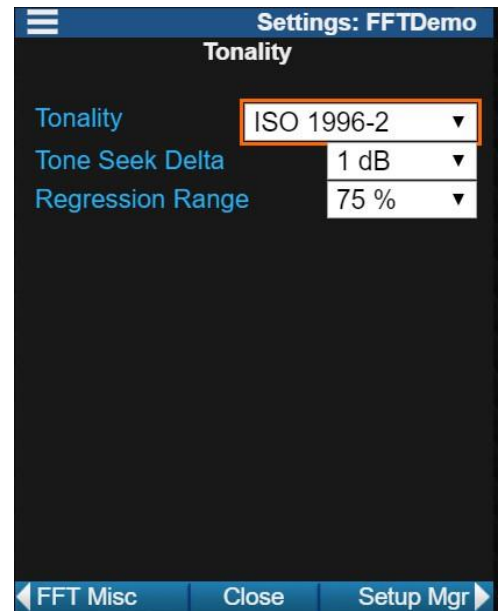 Settings: FFTDemo
Tonality
Tonality ISO 1996-2
Tone Seek Delta 1 dB
Regression Range 75 %
FFT Misc Close Setup Mgr